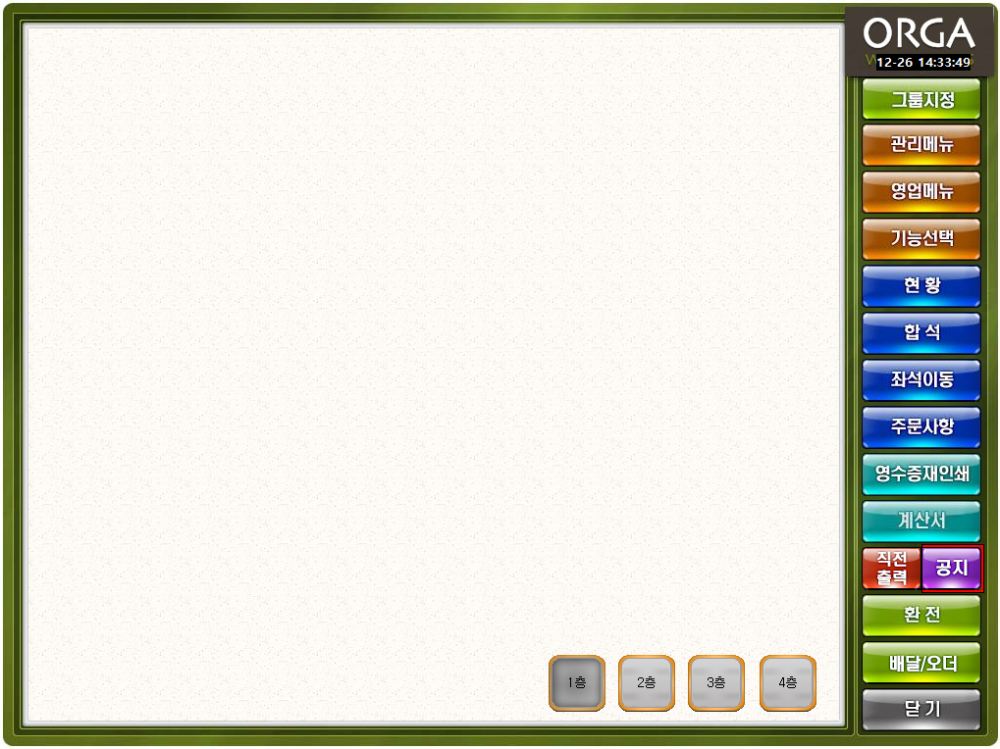 ORGA
12-26 14:33:49
그룹지정
관리메뉴
영업메뉴
기능선택
현 황
합 석
좌석이동
주문사항
영수증재인쇄
계산서
직전
출력
공지
환 전
배달/오더
닫 기
1층
2층
3층
4층